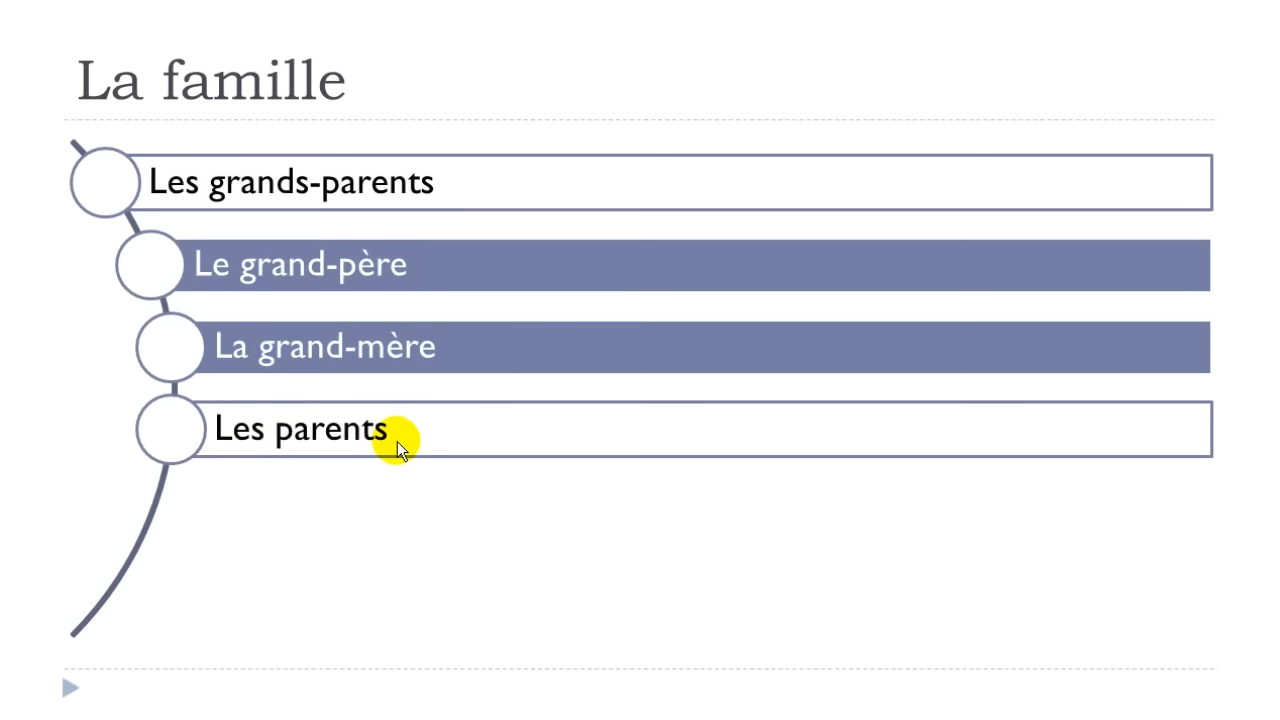 La famille
Les grands-parents
Le grand-père
La grand-mère
Les parents